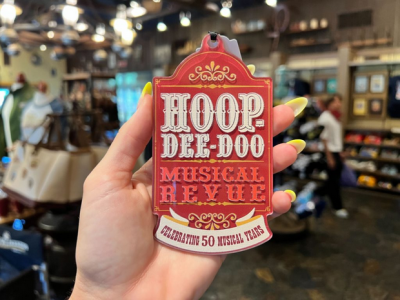 HOOP-
DEE-DOO
MUSICAL
REVUE
CELEBRATING 50 MUSICAL YEARS